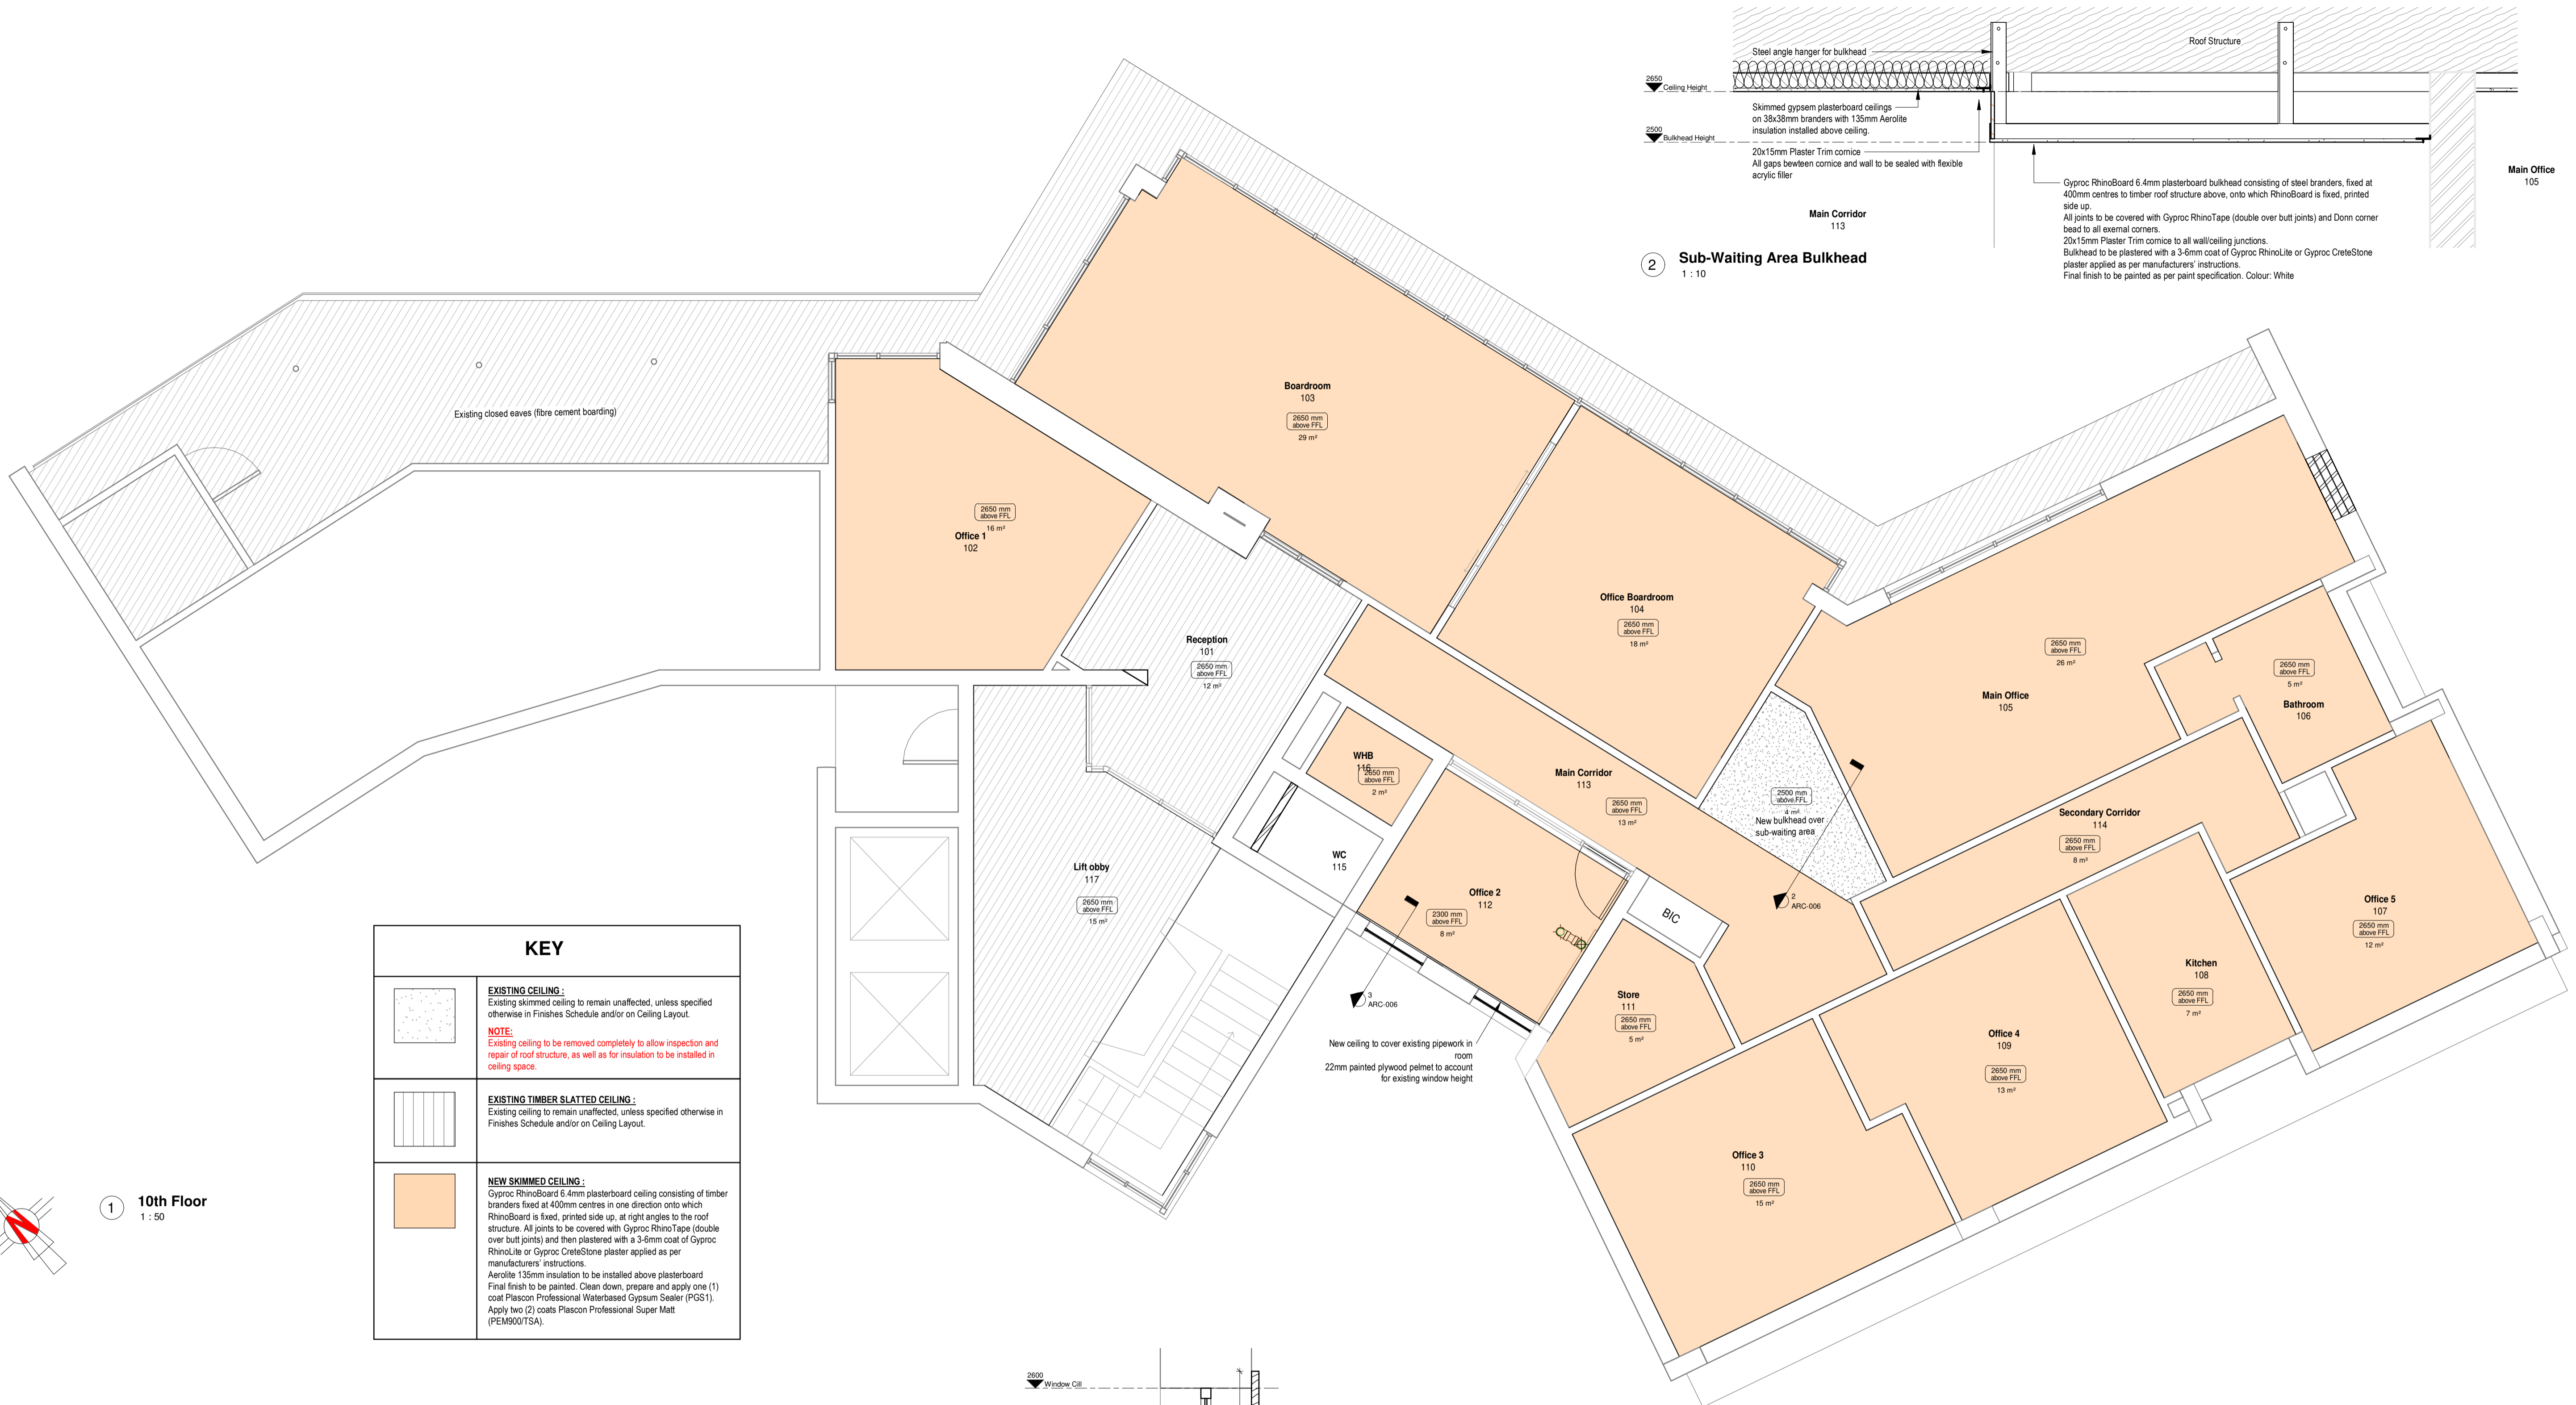 Steel angle hanger for bulkhead
Roof Structure
2650
Ceiling Height
Skimmed gypsem plasterboard ceilings
on 38x38mm branders with 135mm Aerolite
insulation installed above ceiling.
2500
Bulkhead Height
20x15mm Plaster Trim cornice
All gaps bewteen cornice and wall to be sealed with flexible
acrylic filler
Main Corridor
113
Main Office
105
Gyproc RhinoBoard 6.4mm plasterboard bulkhead consisting of steel branders, fixed at
400mm centres to timber roof structure above, onto which RhinoBoard is fixed, printed
side up.
All joints to be covered with Gyproc RhinoTape (double over butt joints) and Donn corner
bead to all exernal corners.
20x15mm Plaster Trim cornice to all wall/ceiling junctions.
Bulkhead to be plastered with a 3-6mm coat of Gyproc RhinoLite or Gyproc CreteStone
plaster applied as per manufacturers' instructions.
Final finish to be painted as per paint specification. Colour: White
2
Sub-Waiting Area Bulkhead
1 : 10
Existing closed eaves (fibre cement boarding)
Boardroom
103
2650 mm
above FFL
29 m²
2650 mm
above FFL
16 m²
Office 1
102
Office Boardroom
104
2650 mm
above FFL
18 m²
Reception
101
2650 mm
above FFL
12 m²
2650 mm
above FFL
26 m²
Main Office
105
2650 mm
above FFL
5 m²
Bathroom
106
WHB
116
2650 mm
above FFL
2 m²
Main Corridor
113
2650 mm
above FFL
13 m²
2500 mm
above FFL
4 m²
New bulkhead over
sub-waiting area
Secondary Corridor
114
2650 mm
above FFL
8 m²
WC
115
Lift obby
117
2650 mm
above FFL
15 m²
Office 2
112
2300 mm
above FFL
8 m²
BIC
2
ARC-006
Office 5
107
2650 mm
above FFL
12 m²
Kitchen
108
2650 mm
above FFL
7 m²
Store
111
2650 mm
above FFL
5 m²
3
ARC-006
Office 4
109
2650 mm
above FFL
13 m²
New ceiling to cover existing pipework in
room
22mm painted plywood pelmet to account
for existing window height
Office 3
110
2650 mm
above FFL
15 m²
KEY
EXISTING CEILING :
Existing skimmed ceiling to remain unaffected, unless specified
otherwise in Finishes Schedule and/or on Ceiling Layout.
NOTE:
Existing ceiling to be removed completely to allow inspection and
repair of roof structure, as well as for insulation to be installed in
ceiling space.
EXISTING TIMBER SLATTED CEILING :
Existing ceiling to remain unaffected, unless specified otherwise in
Finishes Schedule and/or on Ceiling Layout.
NEW SKIMMED CEILING :
Gyproc RhinoBoard 6.4mm plasterboard ceiling consisting of timber
branders fixed at 400mm centres in one direction onto which
RhinoBoard is fixed, printed side up, at right angles to the roof
structure. All joints to be covered with Gyproc RhinoTape (double
over butt joints) and then plastered with a 3-6mm coat of Gyproc
RhinoLite or Gyproc CreteStone plaster applied as per
manufacturers' instructions.
Aerolite 135mm insulation to be installed above plasterboard
Final finish to be painted. Clean down, prepare and apply one (1)
coat Plascon Professional Waterbased Gypsum Sealer (PGS1).
Apply two (2) coats Plascon Professional Super Matt
(PEM900/TSA).
N
1
10th Floor
1 : 50
2600
Window Cill